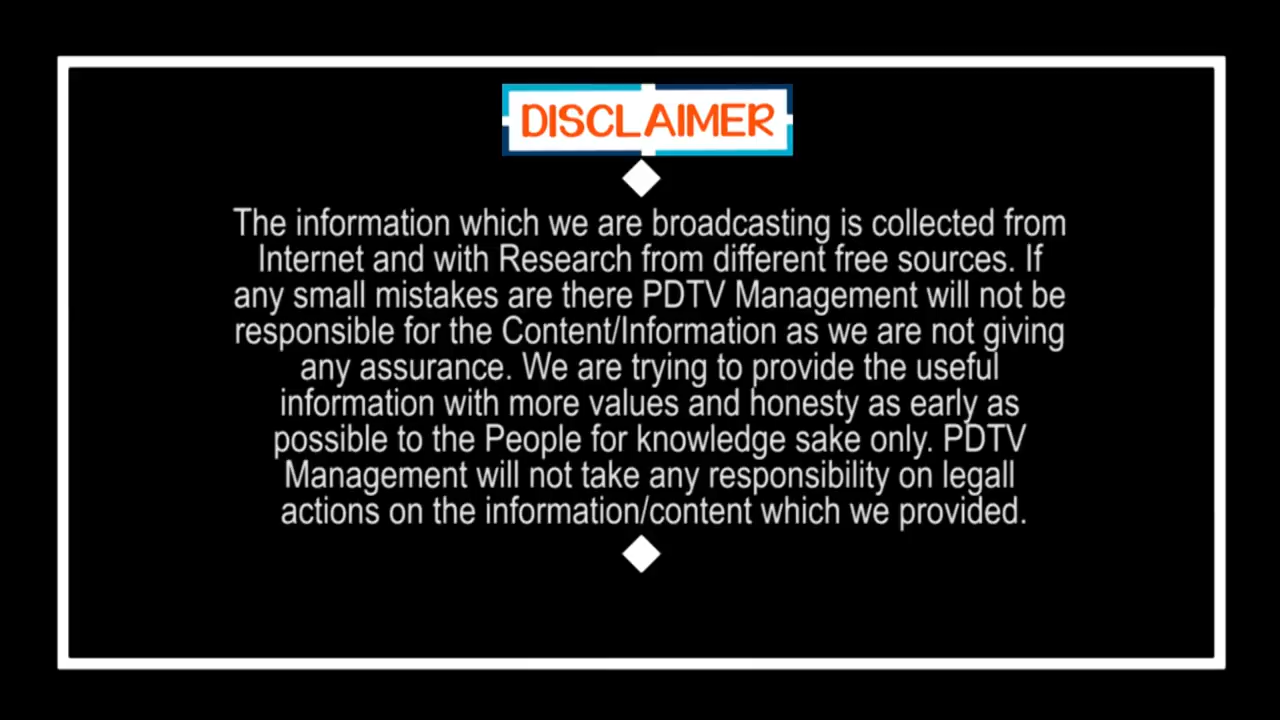 DISCLAIMER
The information which we are broadcasting is collected from
Internet and with Research from different free sources. If
any small mistakes are there PDTV Management will not be
responsible for the Content/Information as we are not giving
any assurance. We are trying to provide the useful
information with more values and honesty as early as
possible to the People for knowledge sake only. PDTV
Management will not take any responsibility on legall
actions on the information/content which we provided.